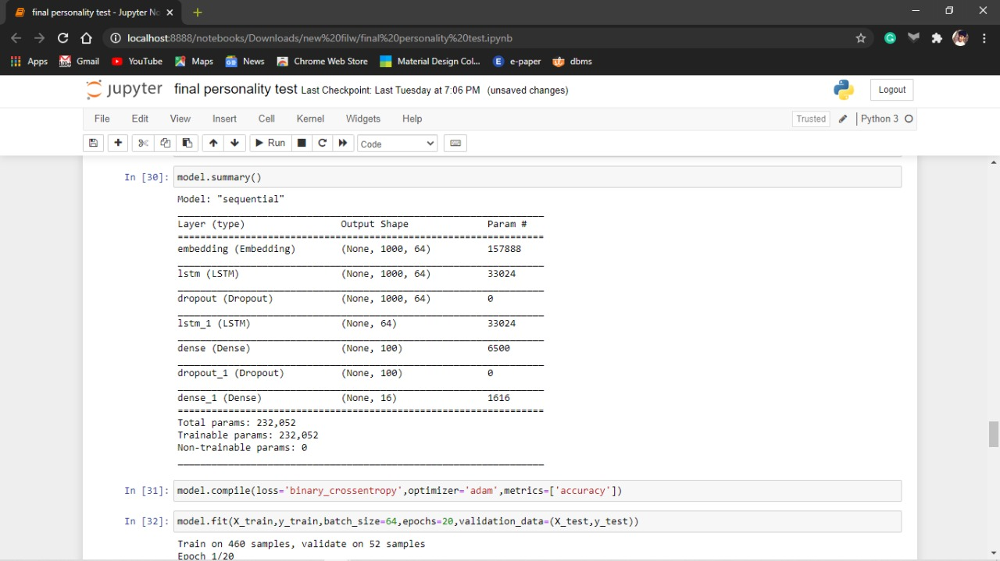 final personality test - Jupyter No
localhost:8888/notebooks/Downloads/new%20filw/final%20personality%20test.ipynb
Apps Gmail YouTube Maps News Chrome Web Store Material Design Col... e-paper dbms
jupyter final personality test Last Checkpoint: Last Tuesday at 7:06 PM (unsaved changes) Logout
File Edit View Insert Cell Kernel Widgets Help Trusted Python 3
Run Code
In [30]: model.summary()
Model: "sequential"
_________________________________________________________________
Layer (type) Output Shape Param #
=================================================================
embedding (Embedding) (None, 1000, 64) 157888
_________________________________________________________________
lstm (LSTM) (None, 1000, 64) 33024
_________________________________________________________________
dropout (Dropout) (None, 1000, 64) 0
_________________________________________________________________
lstm_1 (LSTM) (None, 64) 33024
_________________________________________________________________
dense (Dense) (None, 100) 6500
_________________________________________________________________
dropout_1 (Dropout) (None, 100) 0
_________________________________________________________________
dense_1 (Dense) (None, 16) 1616
=================================================================
Total params: 232,052
Trainable params: 232,052
Non-trainable params: 0
_________________________________________________________________
In [31]: model.compile(loss='binary_crossentropy',optimizer='adam',metrics=['accuracy'])
In [32]: model.fit(X_train,y_train,batch_size=64,epochs=20,validation_data=(X_test,y_test))
Train on 460 samples, validate on 52 samples
Epoch 1/20